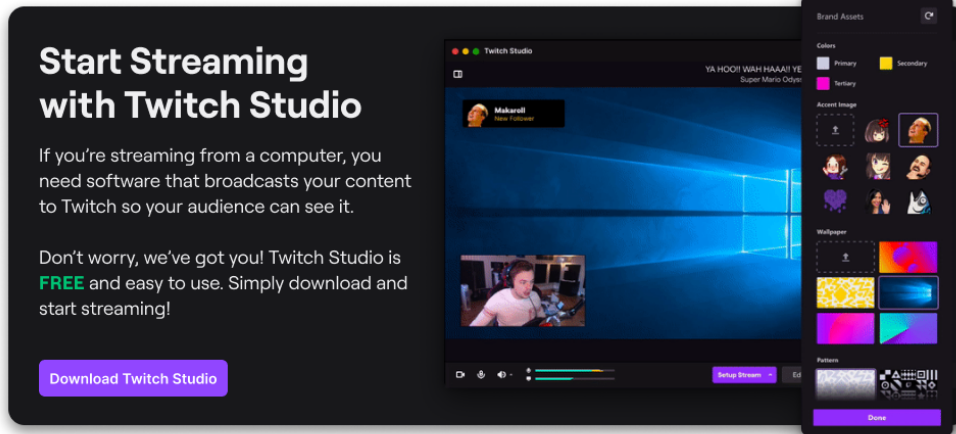 Start Streaming
with Twitch Studio
If you’re streaming from a computer, you
need software that broadcasts your content
to Twitch so your audience can see it.
Don’t worry, we’ve got you! Twitch Studio is
FREE and easy to use. Simply download and
start streaming!
Download Twitch Studio
Twitch Studio
YA HOO!! WAH HAAA!! YE
Super Mario Odys
Makaroll
New Follower
Setup Stream
Ed
Brand Assets
Colors
Primary
Secondary
Tertiary
Accent Image
Wallpaper
Pattern
Done